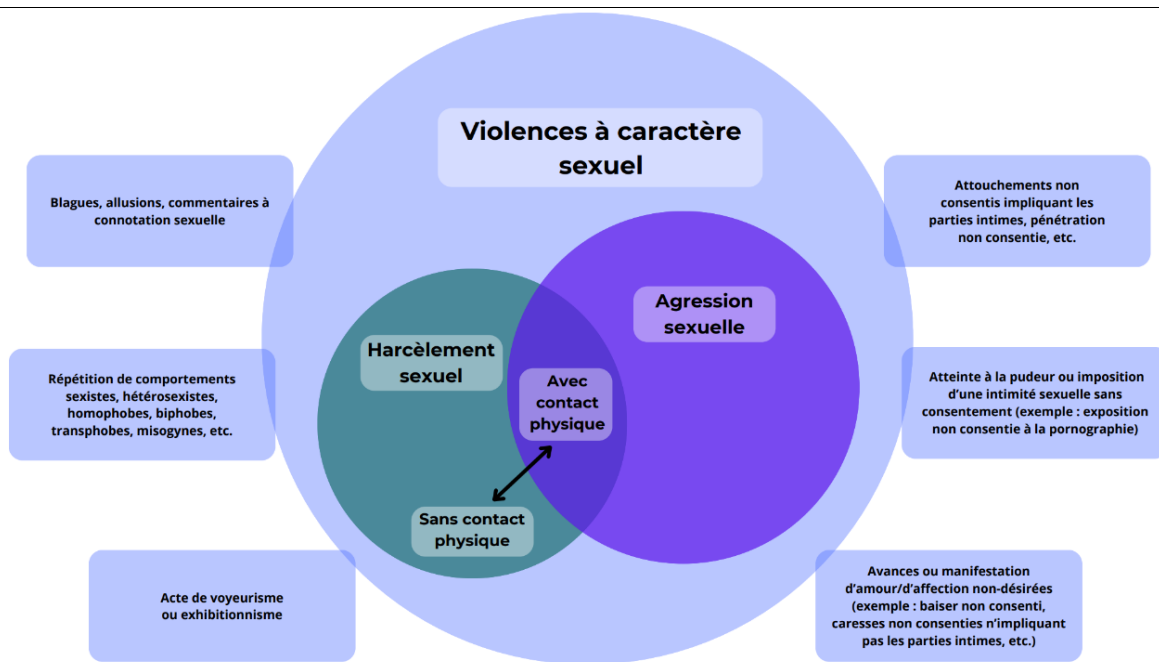 Violences à caractère
sexuel
Blagues, allusions, commentaires à
connotation sexuelle
Attouchements non
consentis impliquant les
parties intimes, pénétration
non consentie, etc.
Agression
sexuelle
Harcèlement
sexuel
Avec
contact
physique
Répétition de comportements
sexistes, hétérosexistes,
homophobes, biphobes,
transphobes, misogynes, etc.
Atteinte à la pudeur ou imposition
d'une intimité sexuelle sans
consentement (exemple : exposition
non consentie à la pornographie)
Sans contact
physique
Acte de voyeurisme
ou exhibitionnisme
Avances ou manifestation
d'amour/d'affection non-désirées
(exemple : baiser non consenti,
caresses non consenties n'impliquant
pas les parties intimes, etc.)